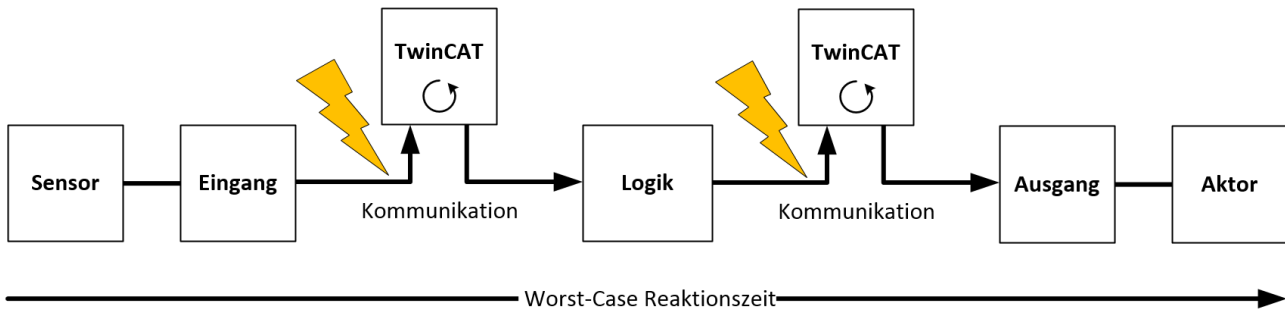 TwinCAT
TwinCAT
Sensor
Eingang
Logik
Ausgang
Aktor
Kommunikation
Kommunikation
Worst-Case Reaktionszeit